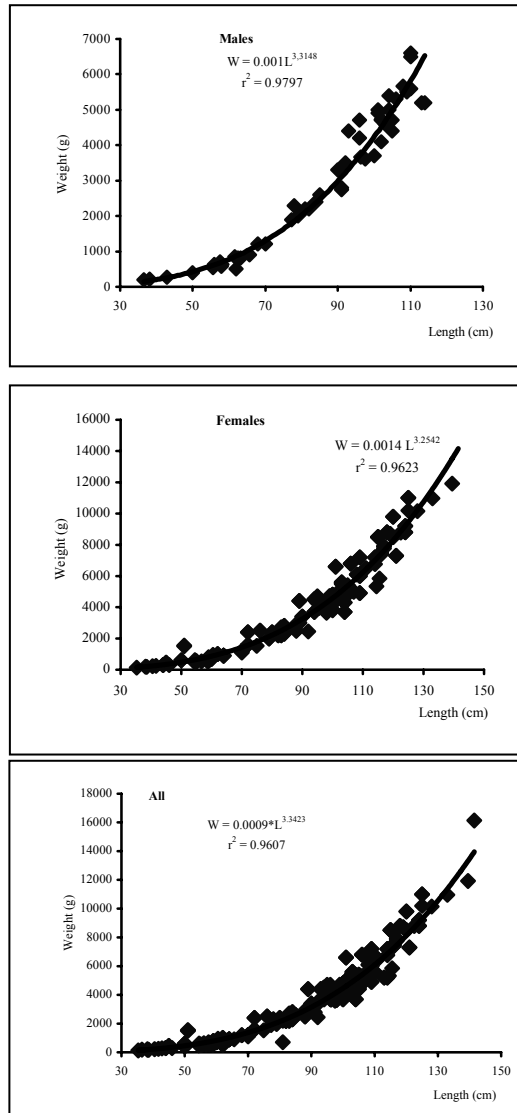 Males
W = 0.001L^3,3148
r² = 0.9797
Weight (g)
7000
6000
5000
4000
3000
2000
1000
0
30 50 70 90 110 130
Length (cm)
Females
W = 0.0014 L^3.2542
r² = 0.9623
Weight (g)
16000
14000
12000
10000
8000
6000
4000
2000
0
30 50 70 90 110 130 150
Length (cm)
All
W = 0.0009*L^3.3423
r² = 0.9607
Weight (g)
18000
16000
14000
12000
10000
8000
6000
4000
2000
0
30 50 70 90 110 130 150
Length (cm)